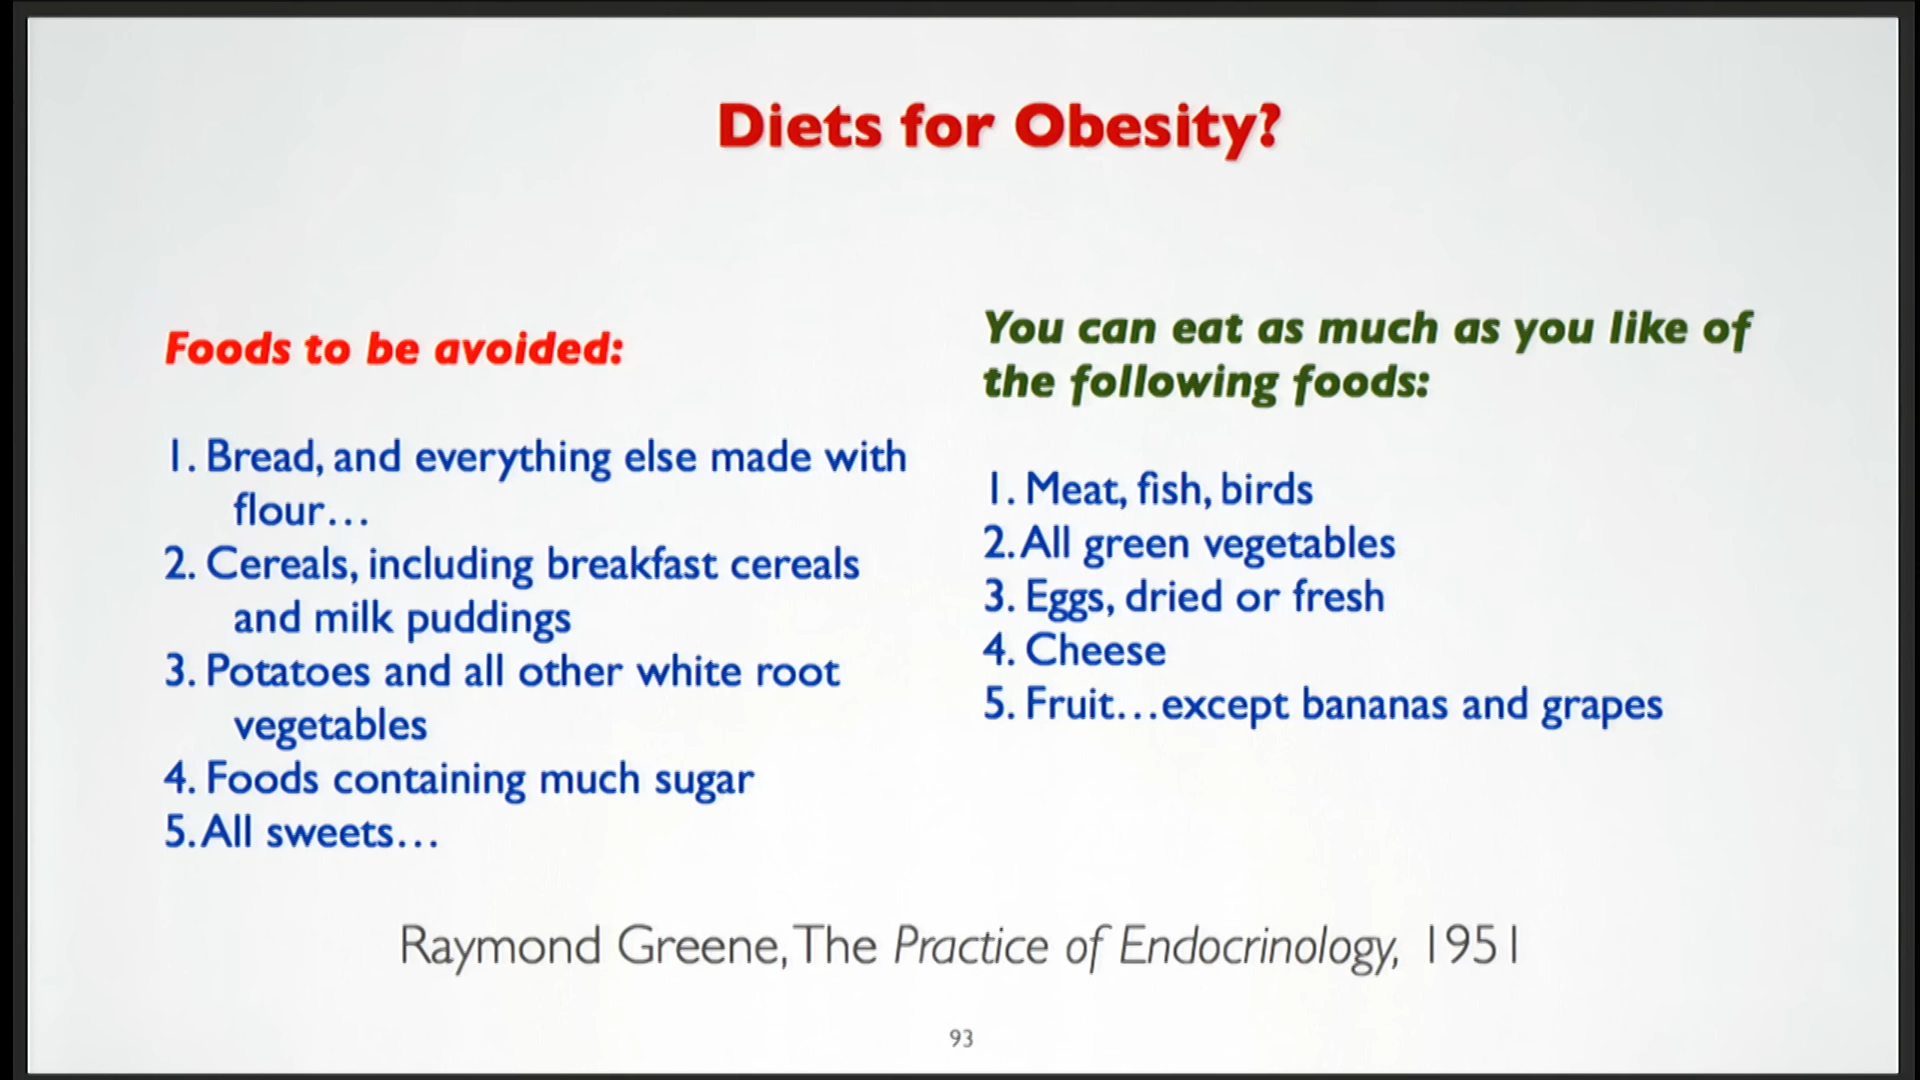 Diets for Obesity?
Foods to be avoided:
1. Bread, and everything else made with
flour…
2. Cereals, including breakfast cereals
and milk puddings
3. Potatoes and all other white root
vegetables
4. Foods containing much sugar
5. All sweets…
You can eat as much as you like of
the following foods:
1. Meat, fish, birds
2. All green vegetables
3. Eggs, dried or fresh
4. Cheese
5. Fruit…except bananas and grapes
Raymond Greene, The Practice of Endocrinology, 1951
93